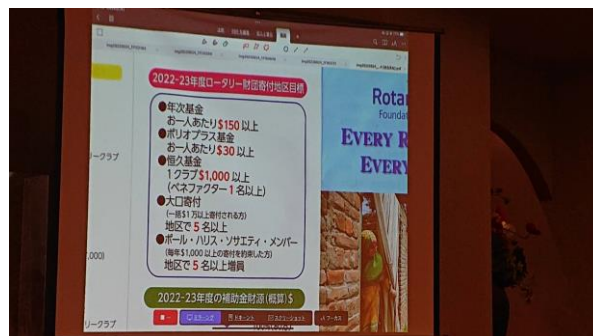 2022-23年度ロータリー財団寄付地区目標
●年次基金
お一人あたり$150以上
●ポリオプラス基金
お一人あたり$30以上
●恒久基金
1クラブ$1,000以上
(ベネファクター1名以上)
●大口寄付
(一括$1万以上寄付される方)
地区で5名以上
●ポール・ハリス・ソサエティ・メンバー
(毎年$1,000以上の寄付を約束した方)
地区で5名以上増員
2022-23年度の補助金財源(概算)$
リークラブ
,000)
リークラブ
Rotar
Foundat
EVERY R
EVERY